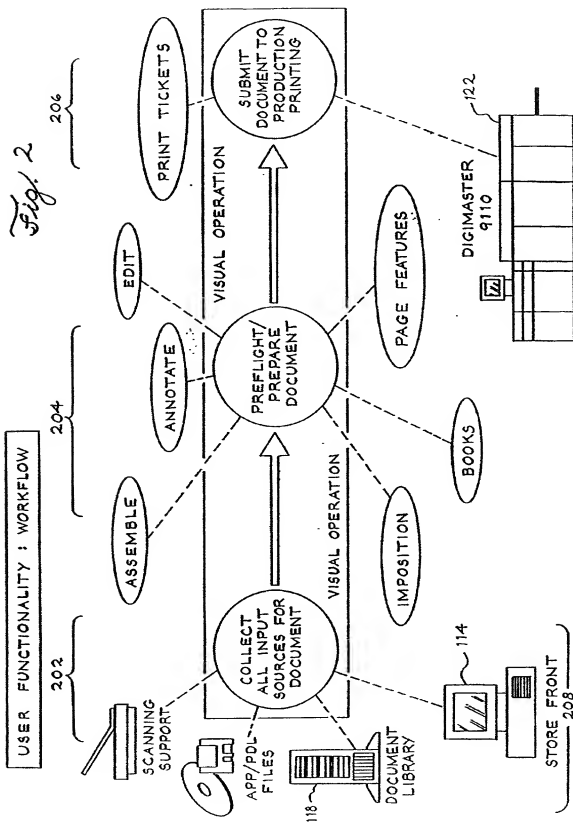 USER FUNCTIONALITY : WORKFLOW
Fig. 2
202
204
206
SCANNING
SUPPORT
APP/PDL
FILES
118
DOCUMENT
LIBRARY
114
STORE FRONT
208
COLLECT
ALL INPUT
SOURCES FOR
DOCUMENT
VISUAL OPERATION
ASSEMBLE
ANNOTATE
EDIT
PREFLIGHT/
PREPARE
DOCUMENT
IMPOSITION
BOOKS
PAGE FEATURES
VISUAL OPERATION
PRINT TICKETS
SUBMIT
DOCUMENT TO
PRODUCTION
PRINTING
DIGIMASTER
9110
122